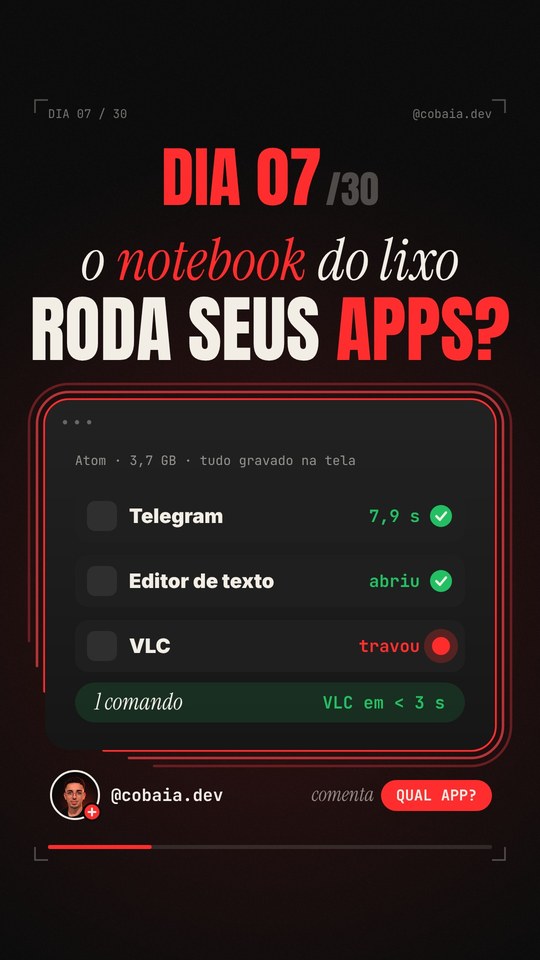 DIA 07 / 30
@cobaia.dev
DIA 07 /30
o notebook do lixo
RODA SEUS APPS?
Atom · 3,7 GB · tudo gravado na tela
Telegram 7,9 s
Editor de texto abriu
VLC travou
1 comando VLC em < 3 s
@cobaia.dev comenta QUAL APP?